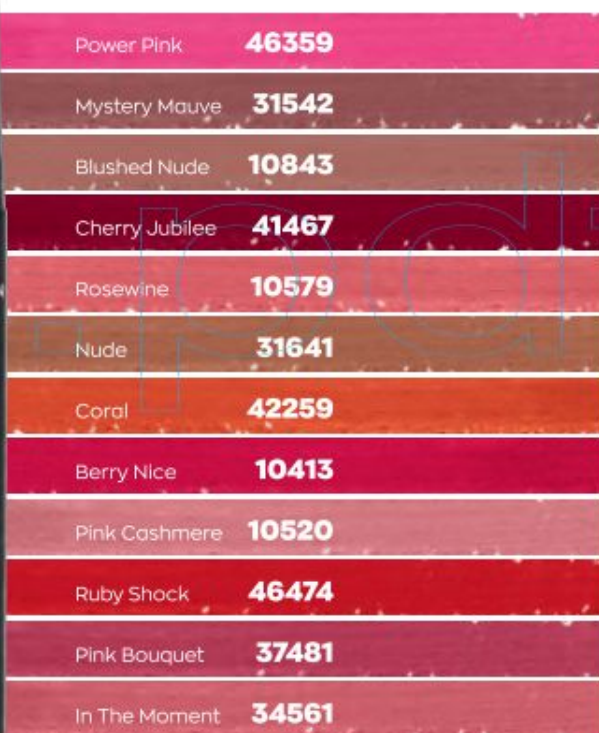 Power Pink 46359
Mystery Mauve 31542
Blushed Nude 10843
Cherry Jubilee 41467
Rosewine 10579
Nude 31641
Coral 42259
Berry Nice 10413
Pink Cashmere 10520
Ruby Shock 46474
Pink Bouquet 37481
In The Moment 34561